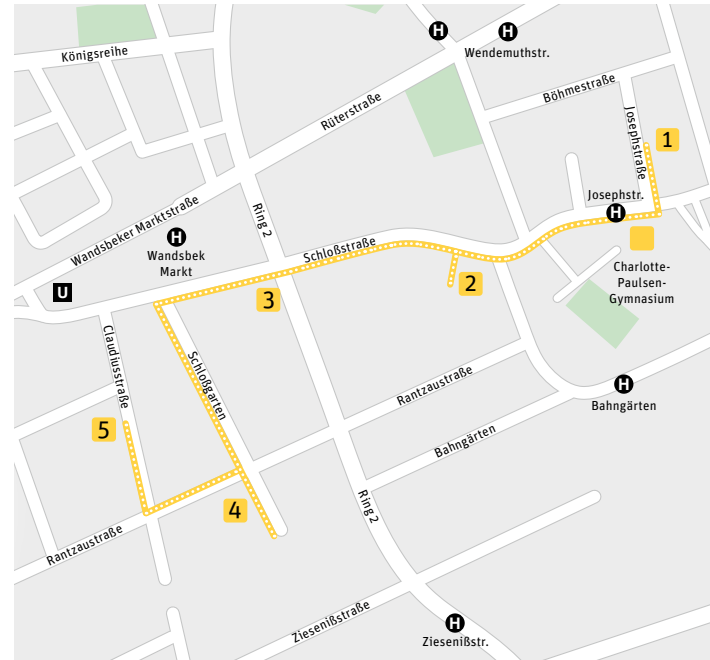 H
H
Wendemuthstr.
Königsreihe
Böhmestraße
Rüterstraße
Josephstraße
1
Josephstr.
H
Wandsbeker Marktstraße
Ring 2
H
Wandsbek
Markt
Schloßstraße
Charlotte-
Paulsen-
Gymnasium
2
U
3
Claudiusstraße
Schloßgarten
Rantzaustraße
H
Bahngärten
5
Bahngärten
4
Ring 2
Rantzaustraße
Ziesenißstraße
H
Ziesenißstr.